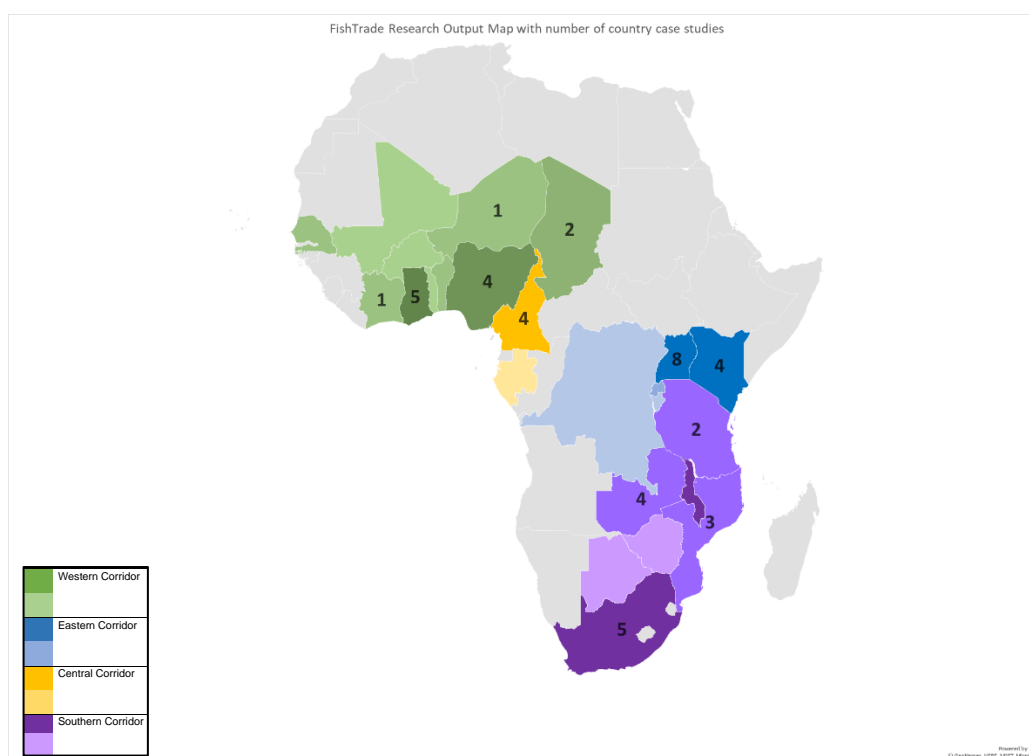 FishTrade Research Output Map with number of country case studies
1
2
4
1
5
4
8
4
2
4
3
5
Western Corridor
Eastern Corridor
Central Corridor
Southern Corridor
Powered by